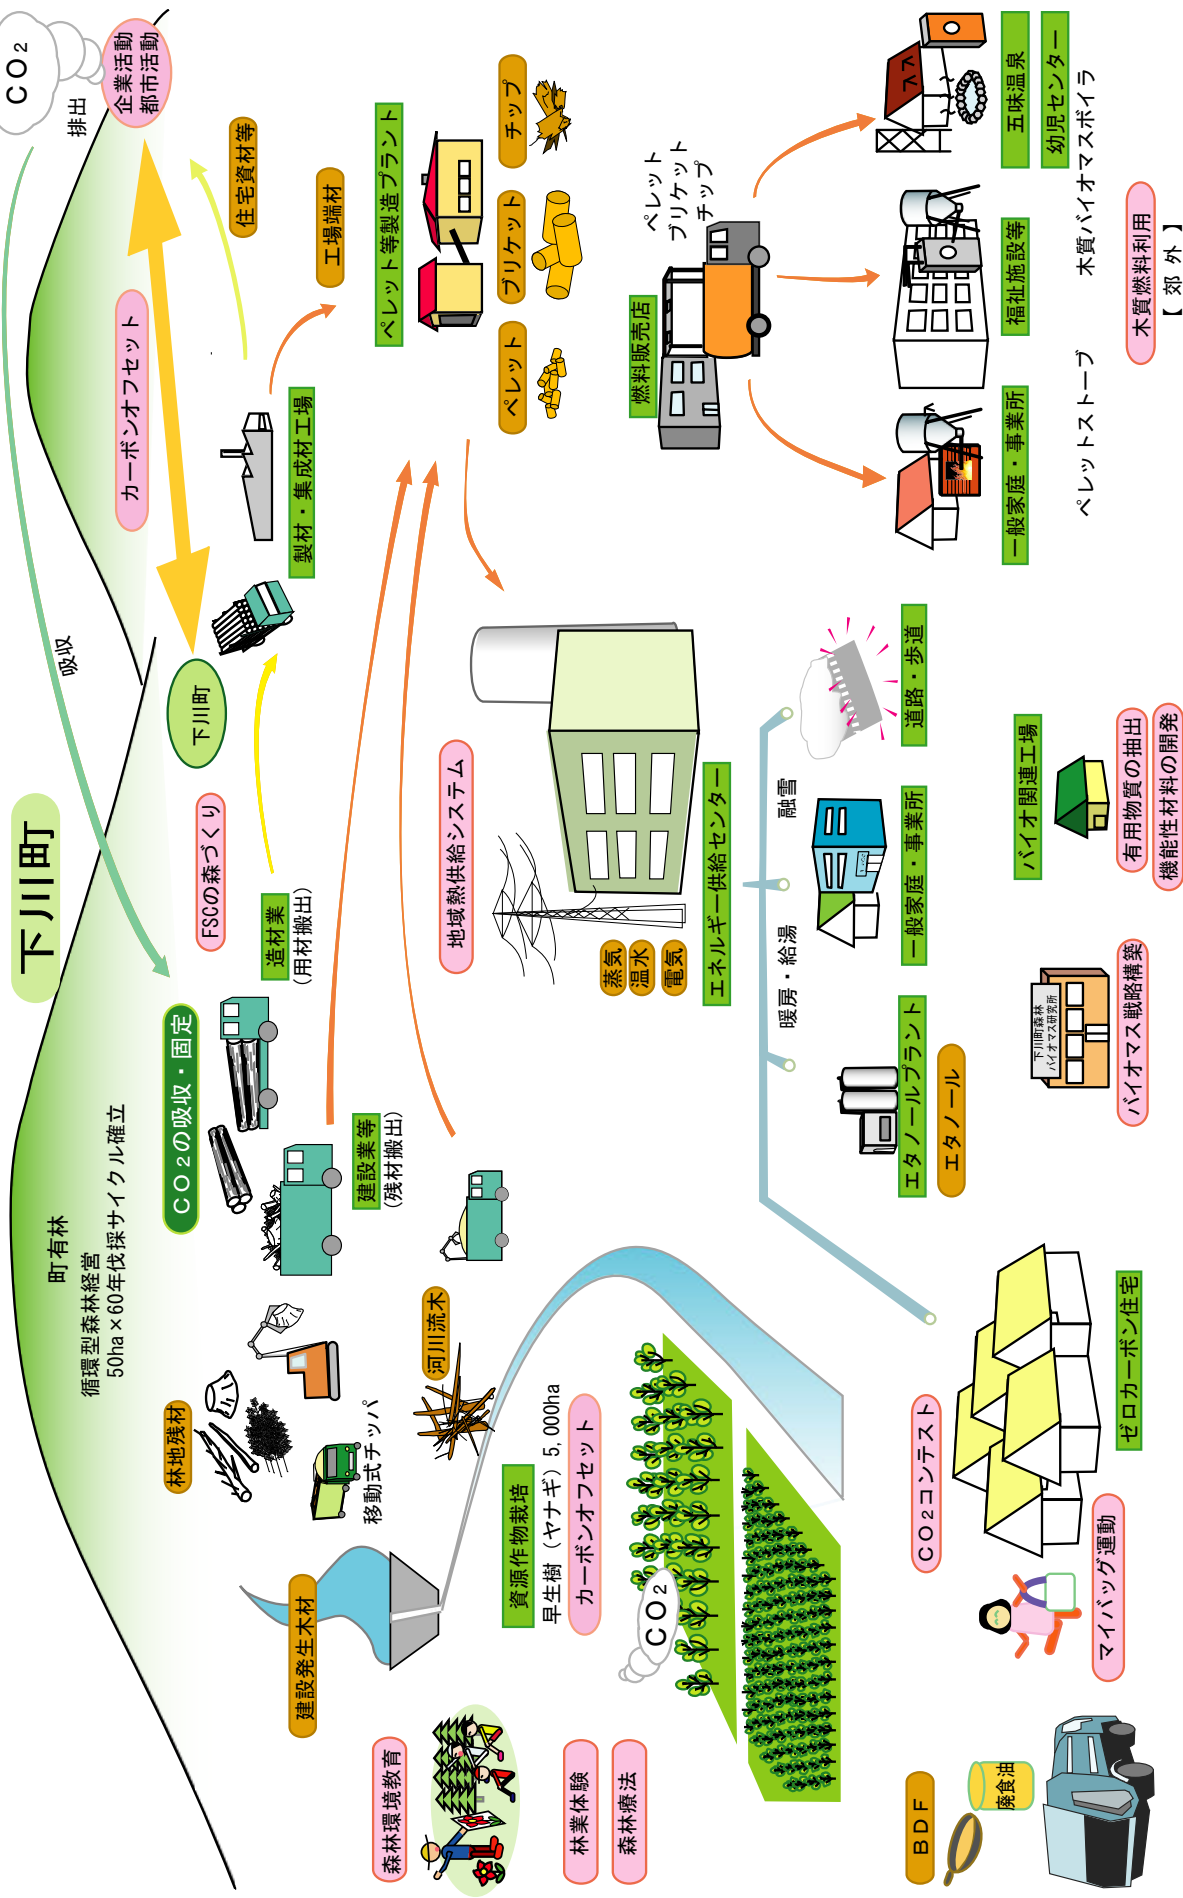 下川町
町有林
循環型森林経営
50ha×60年伐採サイクル確立
吸収
CO₂
排出
企業活動
都市活動
カーボンオフセット
下川町
CO₂の吸収・固定
FSCの森づくり
林地残材
造材業
(用材搬出)
製材・集成材工場
住宅資材等
工場端材
建設発生木材
移動式チッパ
建設業等
(残材搬出)
河川流木
ペレット等製造プラント
ペレット
ブリケット
チップ
森林環境教育
林業体験
森林療法
資源作物栽培
早生樹(ヤナギ)5,000ha
カーボンオフセット
CO₂
地域熱供給システム
蒸気
温水
電気
エネルギー供給センター
燃料販売店
ペレット
ブリケット
チップ
暖房・給湯
融雪
エタノールプラント
エタノール
一般家庭・事業所
道路・歩道
一般家庭・事業所
福祉施設等
五味温泉
幼児センター
ペレットストーブ
木質バイオマスボイラ
木質燃料利用
【郊外】
BDF
廃食油
CO₂コンテスト
マイバッグ運動
ゼロカーボン住宅
下川町森林
バイオマス研究所
バイオマス戦略構築
バイオ関連工場
有用物質の抽出
機能性材料の開発